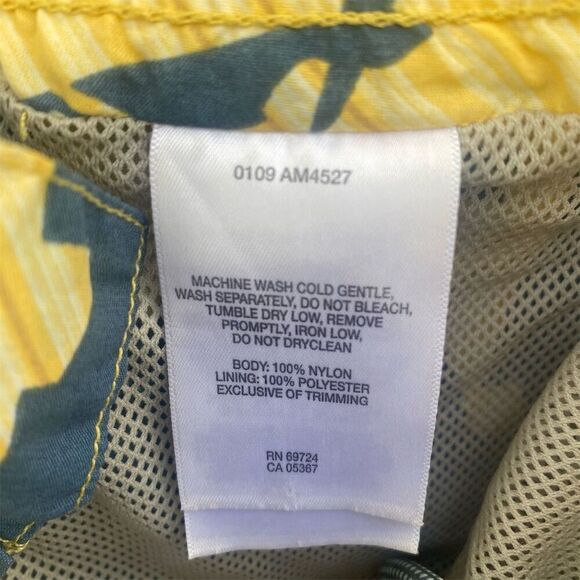 0109 AM4527
MACHINE WASH COLD GENTLE,
WASH SEPARATELY, DO NOT BLEACH,
TUMBLE DRY LOW, REMOVE
PROMPTLY, IRON LOW,
DO NOT DRYCLEAN
BODY: 100% NYLON
LINING: 100% POLYESTER
EXCLUSIVE OF TRIMMING
RN 69724
CA 05367